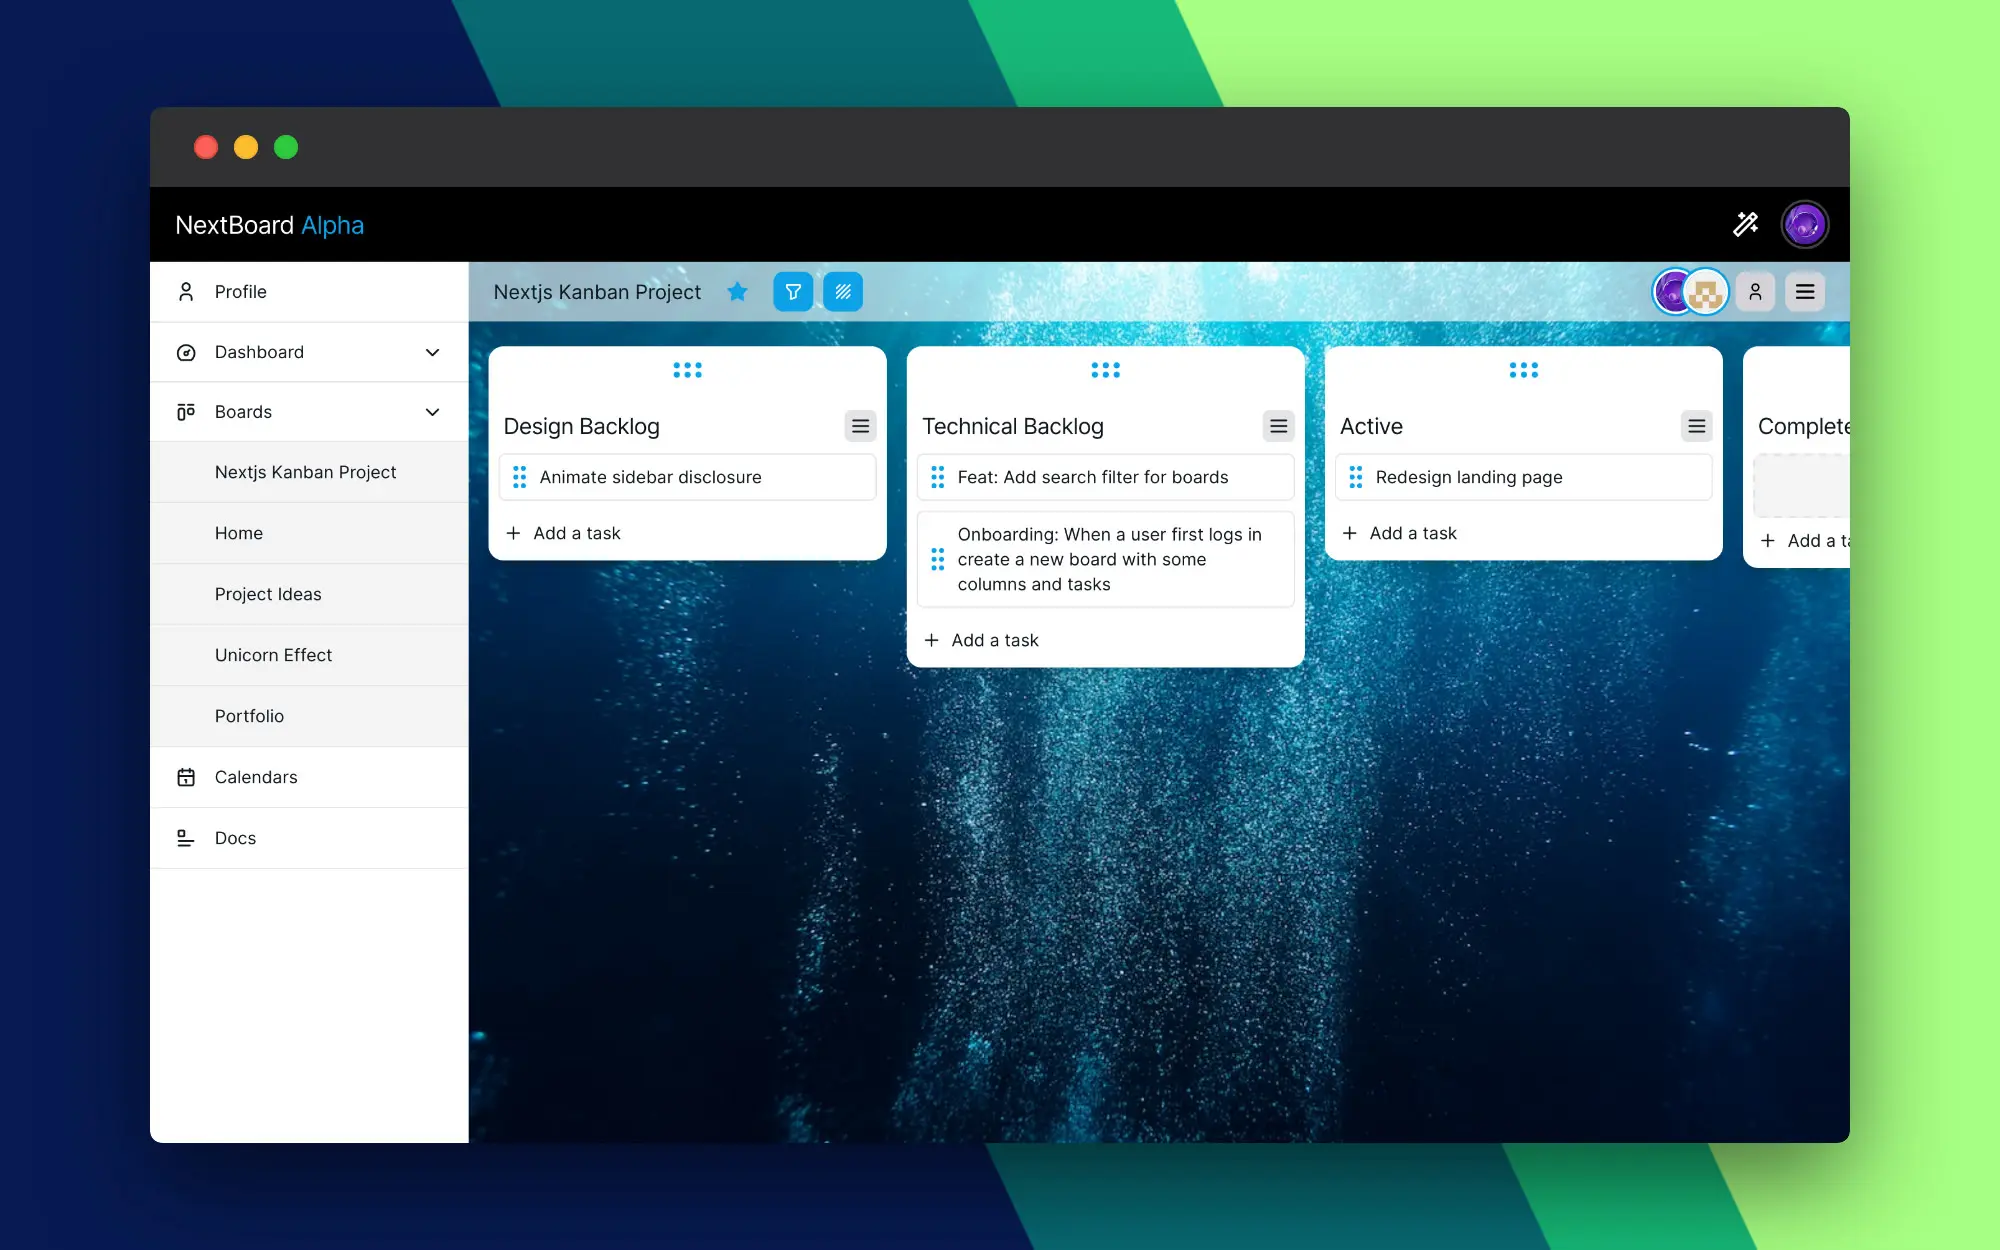 NextBoard Alpha
Profile
Dashboard
Boards
Nextjs Kanban Project
Home
Project Ideas
Unicorn Effect
Portfolio
Calendars
Docs
Nextjs Kanban Project
Design Backlog
Animate sidebar disclosure
+ Add a task
Technical Backlog
Feat: Add search filter for boards
Onboarding: When a user first logs in
create a new board with some
columns and tasks
+ Add a task
Active
Redesign landing page
+ Add a task
Complete
+ Add a ta